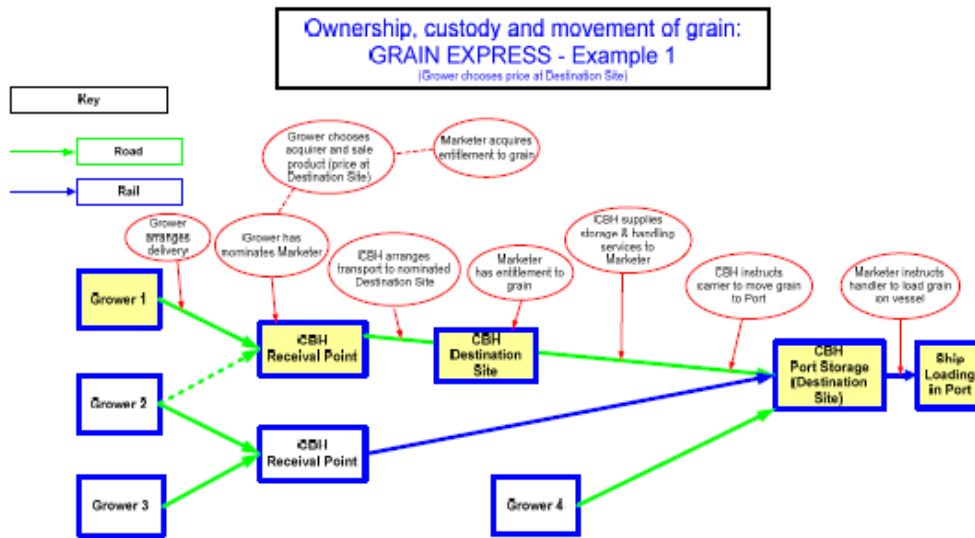 Ownership, custody and movement of grain:
GRAIN EXPRESS - Example 1
(Grower chooses price at Destination Site)
Key
Road
Rail
Grower chooses
acquirer and sale
product (price at
Destination Site)
Marketer acquires
entitlement to grain
Grower
arranges
delivery
Grower has
nominates Marketer
CBH arranges
transport to nominated
Destination Site
Marketer
has entitlement to
grain
CBH supplies
storage & handling
services to
Marketer
CBH instructs
carrier to move grain
to Port
Marketer instructs
handler to load grain
on vessel
Grower 1
CBH
Receival Point
CBH
Destination
Site
CBH
Port Storage
(Destination
Site)
Ship
Loading
in Port
Grower 2
CBH
Receival Point
Grower 3
Grower 4